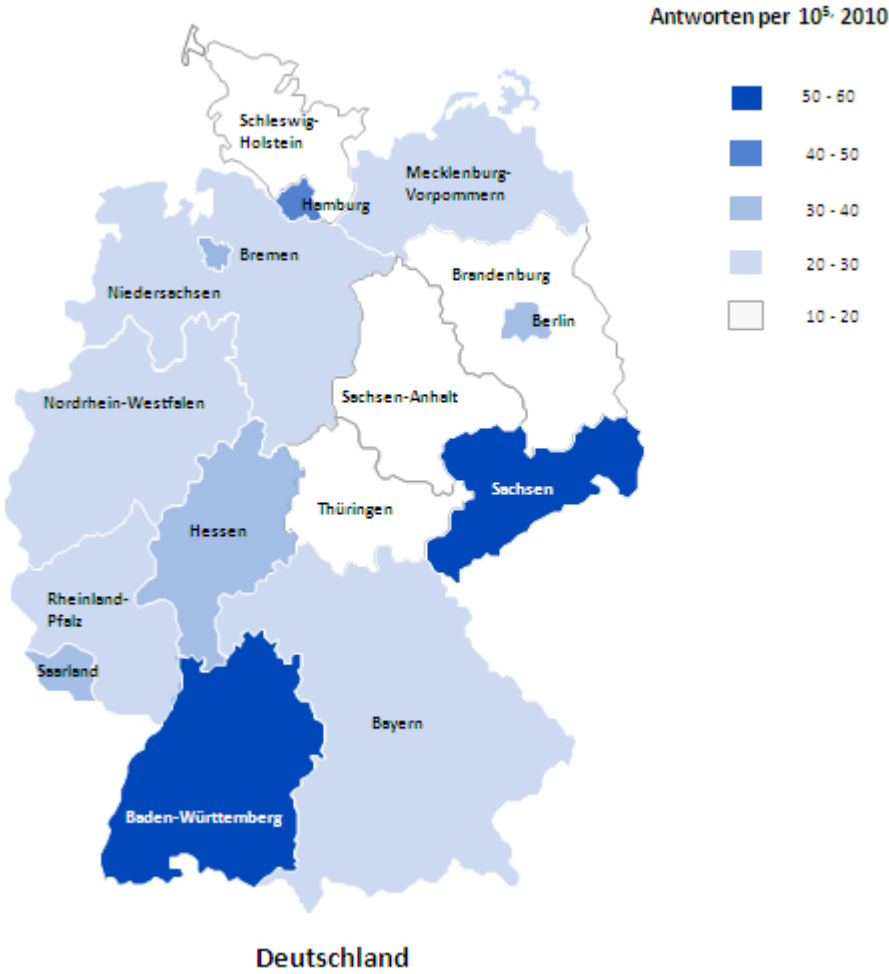 Antworten per 10⁵, 2010
50 - 60
40 - 50
30 - 40
20 - 30
10 - 20
Schleswig-
Holstein
Hamburg
Mecklenburg-
Vorpommern
Bremen
Niedersachsen
Brandenburg
Berlin
Sachsen-Anhalt
Nordrhein-Westfalen
Sachsen
Thüringen
Hessen
Rheinland-
Pfalz
Saarland
Bayern
Baden-Württemberg
Deutschland